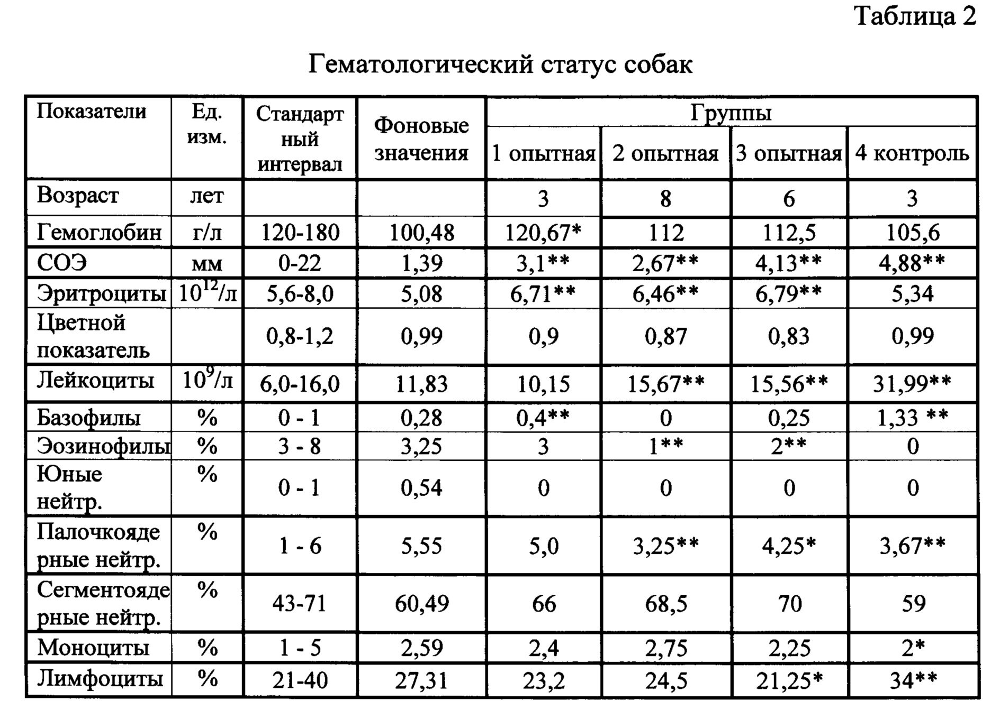 Таблица 2
Гематологический статус собак
Показатели Ед. изм. Стандарт ный интервал Фоновые значения Группы
1 опытная 2 опытная 3 опытная 4 контроль
Возраст лет 3 8 6 3
Гемоглобин г/л 120-180 100,48 120,67* 112 112,5 105,6
СОЭ мм 0-22 1,39 3,1** 2,67** 4,13** 4,88**
Эритроциты 10¹²/л 5,6-8,0 5,08 6,71** 6,46** 6,79** 5,34
Цветной показатель 0,8-1,2 0,99 0,9 0,87 0,83 0,99
Лейкоциты 10⁹/л 6,0-16,0 11,83 10,15 15,67** 15,56** 31,99**
Базофилы % 0 - 1 0,28 0,4** 0 0,25 1,33 **
Эозинофилы % 3 - 8 3,25 3 1** 2** 0
Юные нейтр. % 0 - 1 0,54 0 0 0 0
Палочкояде рные нейтр. % 1 - 6 5,55 5,0 3,25** 4,25* 3,67**
Сегментояде рные нейтр. % 43-71 60,49 66 68,5 70 59
Моноциты % 1 - 5 2,59 2,4 2,75 2,25 2*
Лимфоциты % 21-40 27,31 23,2 24,5 21,25* 34**